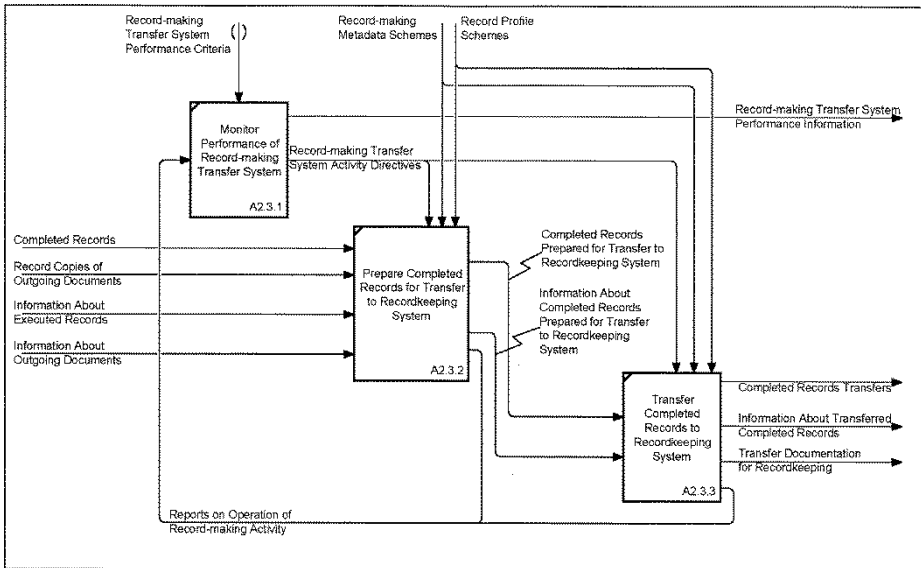 Record-making
Transfer System
Performance Criteria
Record-making
Metadata Schemes
Record Profile
Schemes
Record-making Transfer System
Performance Information
Monitor
Performance of
Record-making
Transfer System
A2.3.1
Record-making Transfer
System Activity Directives
Completed Records
Record Copies of
Outgoing Documents
Information About
Executed Records
Information About
Outgoing Documents
Prepare Completed
Records for Transfer
to Recordkeeping
System
A2.3.2
Completed Records
Prepared for Transfer to
Recordkeeping System
Information About
Completed Records
Prepared for Transfer
to Recordkeeping
System
Transfer
Completed
Records to
Recordkeeping
System
A2.3.3
Completed Records Transfers
Information About Transferred
Completed Records
Transfer Documentation
for Recordkeeping
Reports on Operation of
Record-making Activity